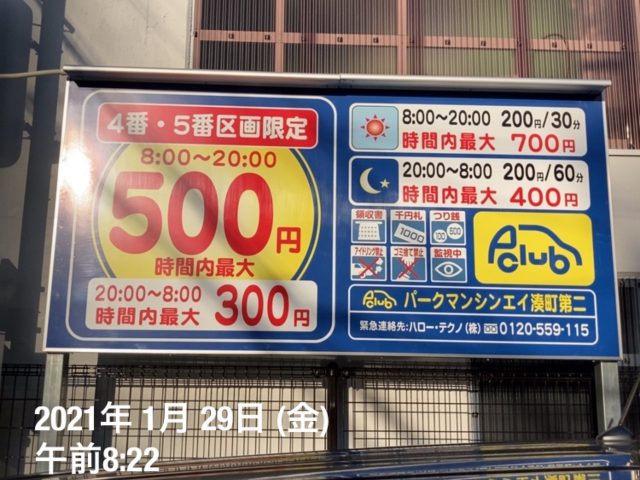 4番・5番区画限定
8:00〜20:00
500円
時間内最大
20:00〜8:00
時間内最大 300円
8:00〜20:00 200円/30分
時間内最大 700円
20:00〜8:00 200円/60分
時間内最大 400円
領収書 千円札 つり銭
1000 100 500
アイドリング禁止 ゴミ捨て禁止 監視中
P club
P club パークマンシンエイ湊町第二
緊急連絡先:ハロー・テクノ(株) 0120-559-115
2021年 1月 29日 (金)
午前8:22